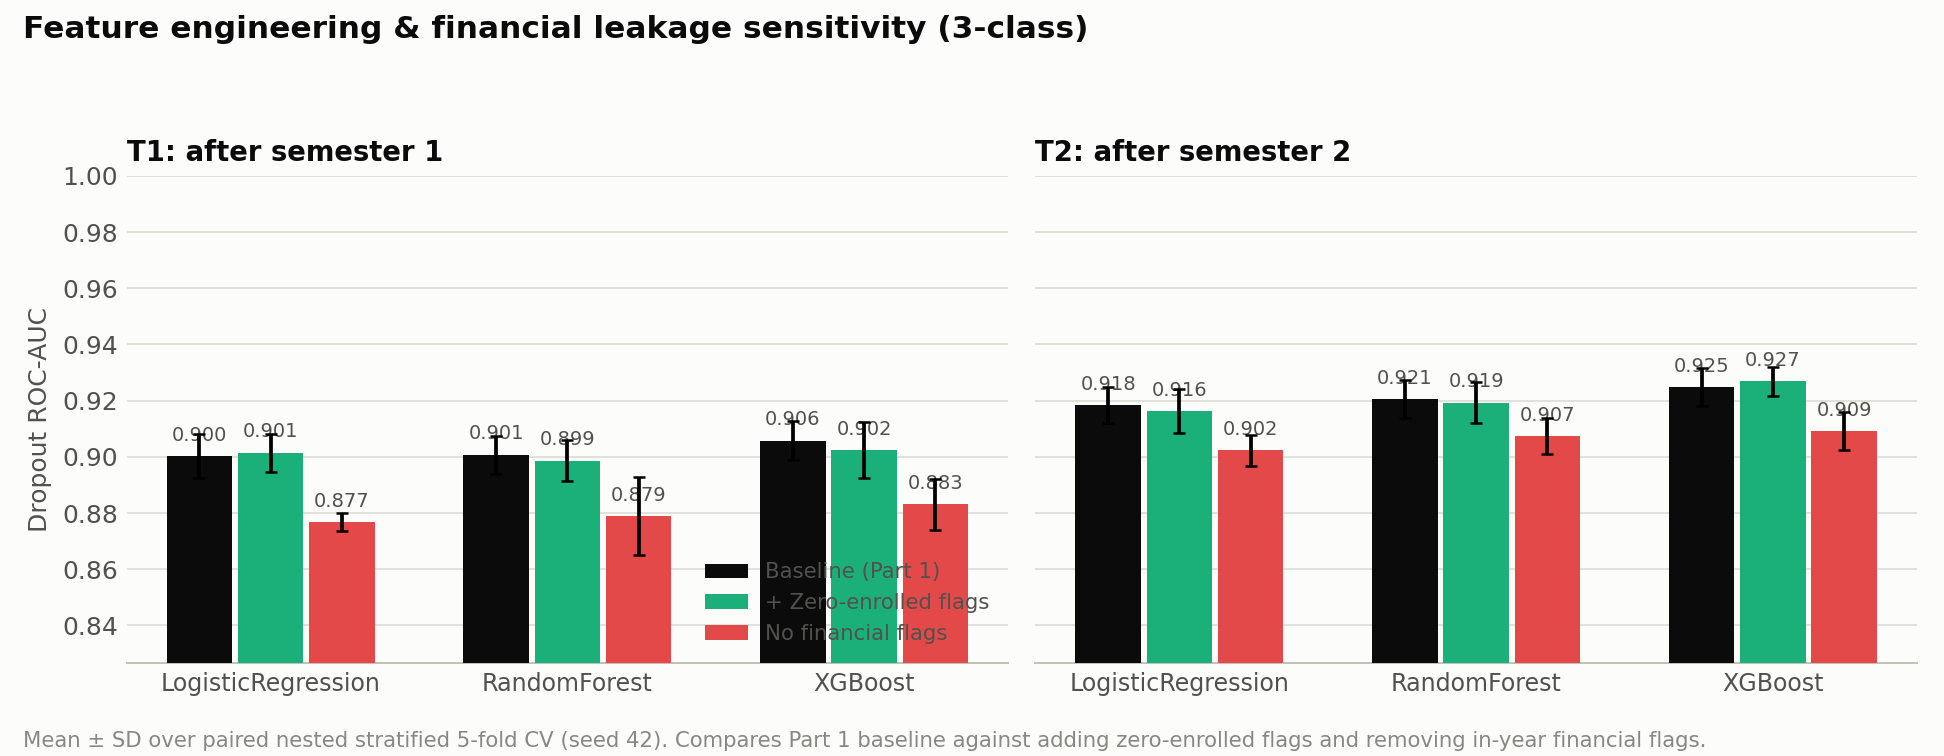 Feature engineering & financial leakage sensitivity (3-class)
T1: after semester 1
T2: after semester 2
Dropout ROC-AUC
1.00
0.98
0.96
0.94
0.92
0.90
0.88
0.86
0.84
0.900 0.901 0.877
0.901 0.899 0.879
0.906 0.902 0.883
0.918 0.916 0.902
0.921 0.919 0.907
0.925 0.927 0.909
Baseline (Part 1)
+ Zero-enrolled flags
No financial flags
LogisticRegression RandomForest XGBoost
LogisticRegression RandomForest XGBoost
Mean ± SD over paired nested stratified 5-fold CV (seed 42). Compares Part 1 baseline against adding zero-enrolled flags and removing in-year financial flags.